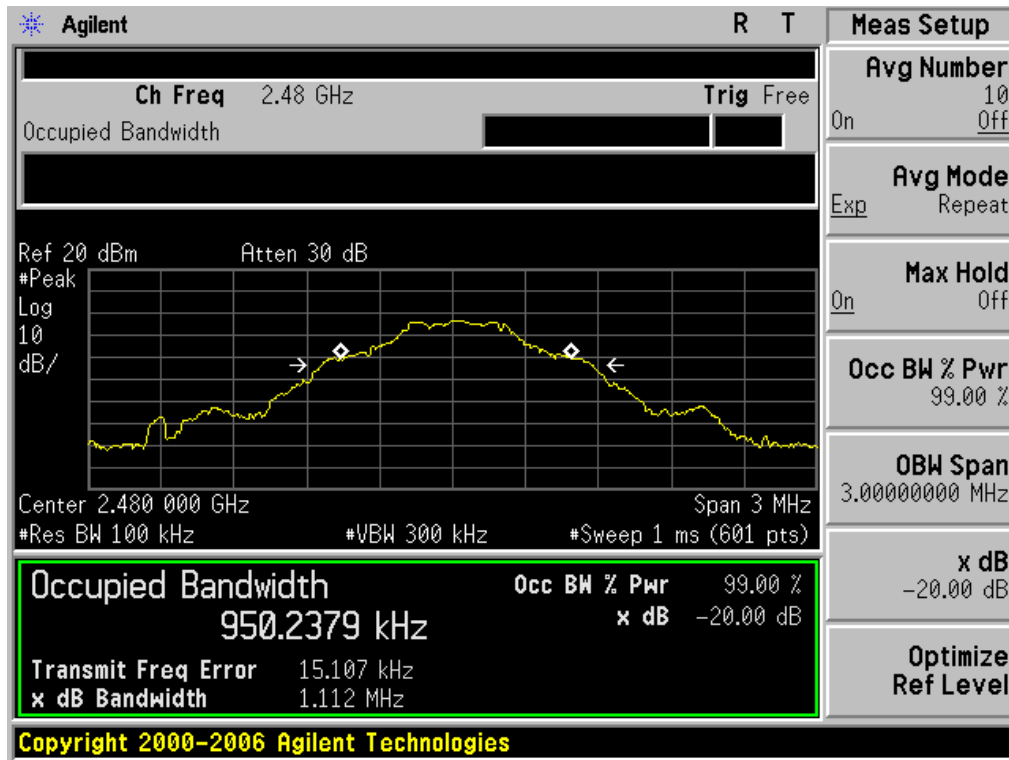 Agilent R T Meas Setup
Ch Freq 2.48 GHz Trig Free
Occupied Bandwidth
Avg Number
10
On Off
Avg Mode
Exp Repeat
Max Hold
On Off
Occ BW % Pwr
99.00 %
OBW Span
3.00000000 MHz
x dB
-20.00 dB
Optimize
Ref Level
Ref 20 dBm Atten 30 dB
#Peak
Log
10
dB/
Center 2.480 000 GHz Span 3 MHz
#Res BW 100 kHz #VBW 300 kHz #Sweep 1 ms (601 pts)
Occupied Bandwidth Occ BW % Pwr 99.00 %
950.2379 kHz x dB -20.00 dB
Transmit Freq Error 15.107 kHz
x dB Bandwidth 1.112 MHz
Copyright 2000-2006 Agilent Technologies